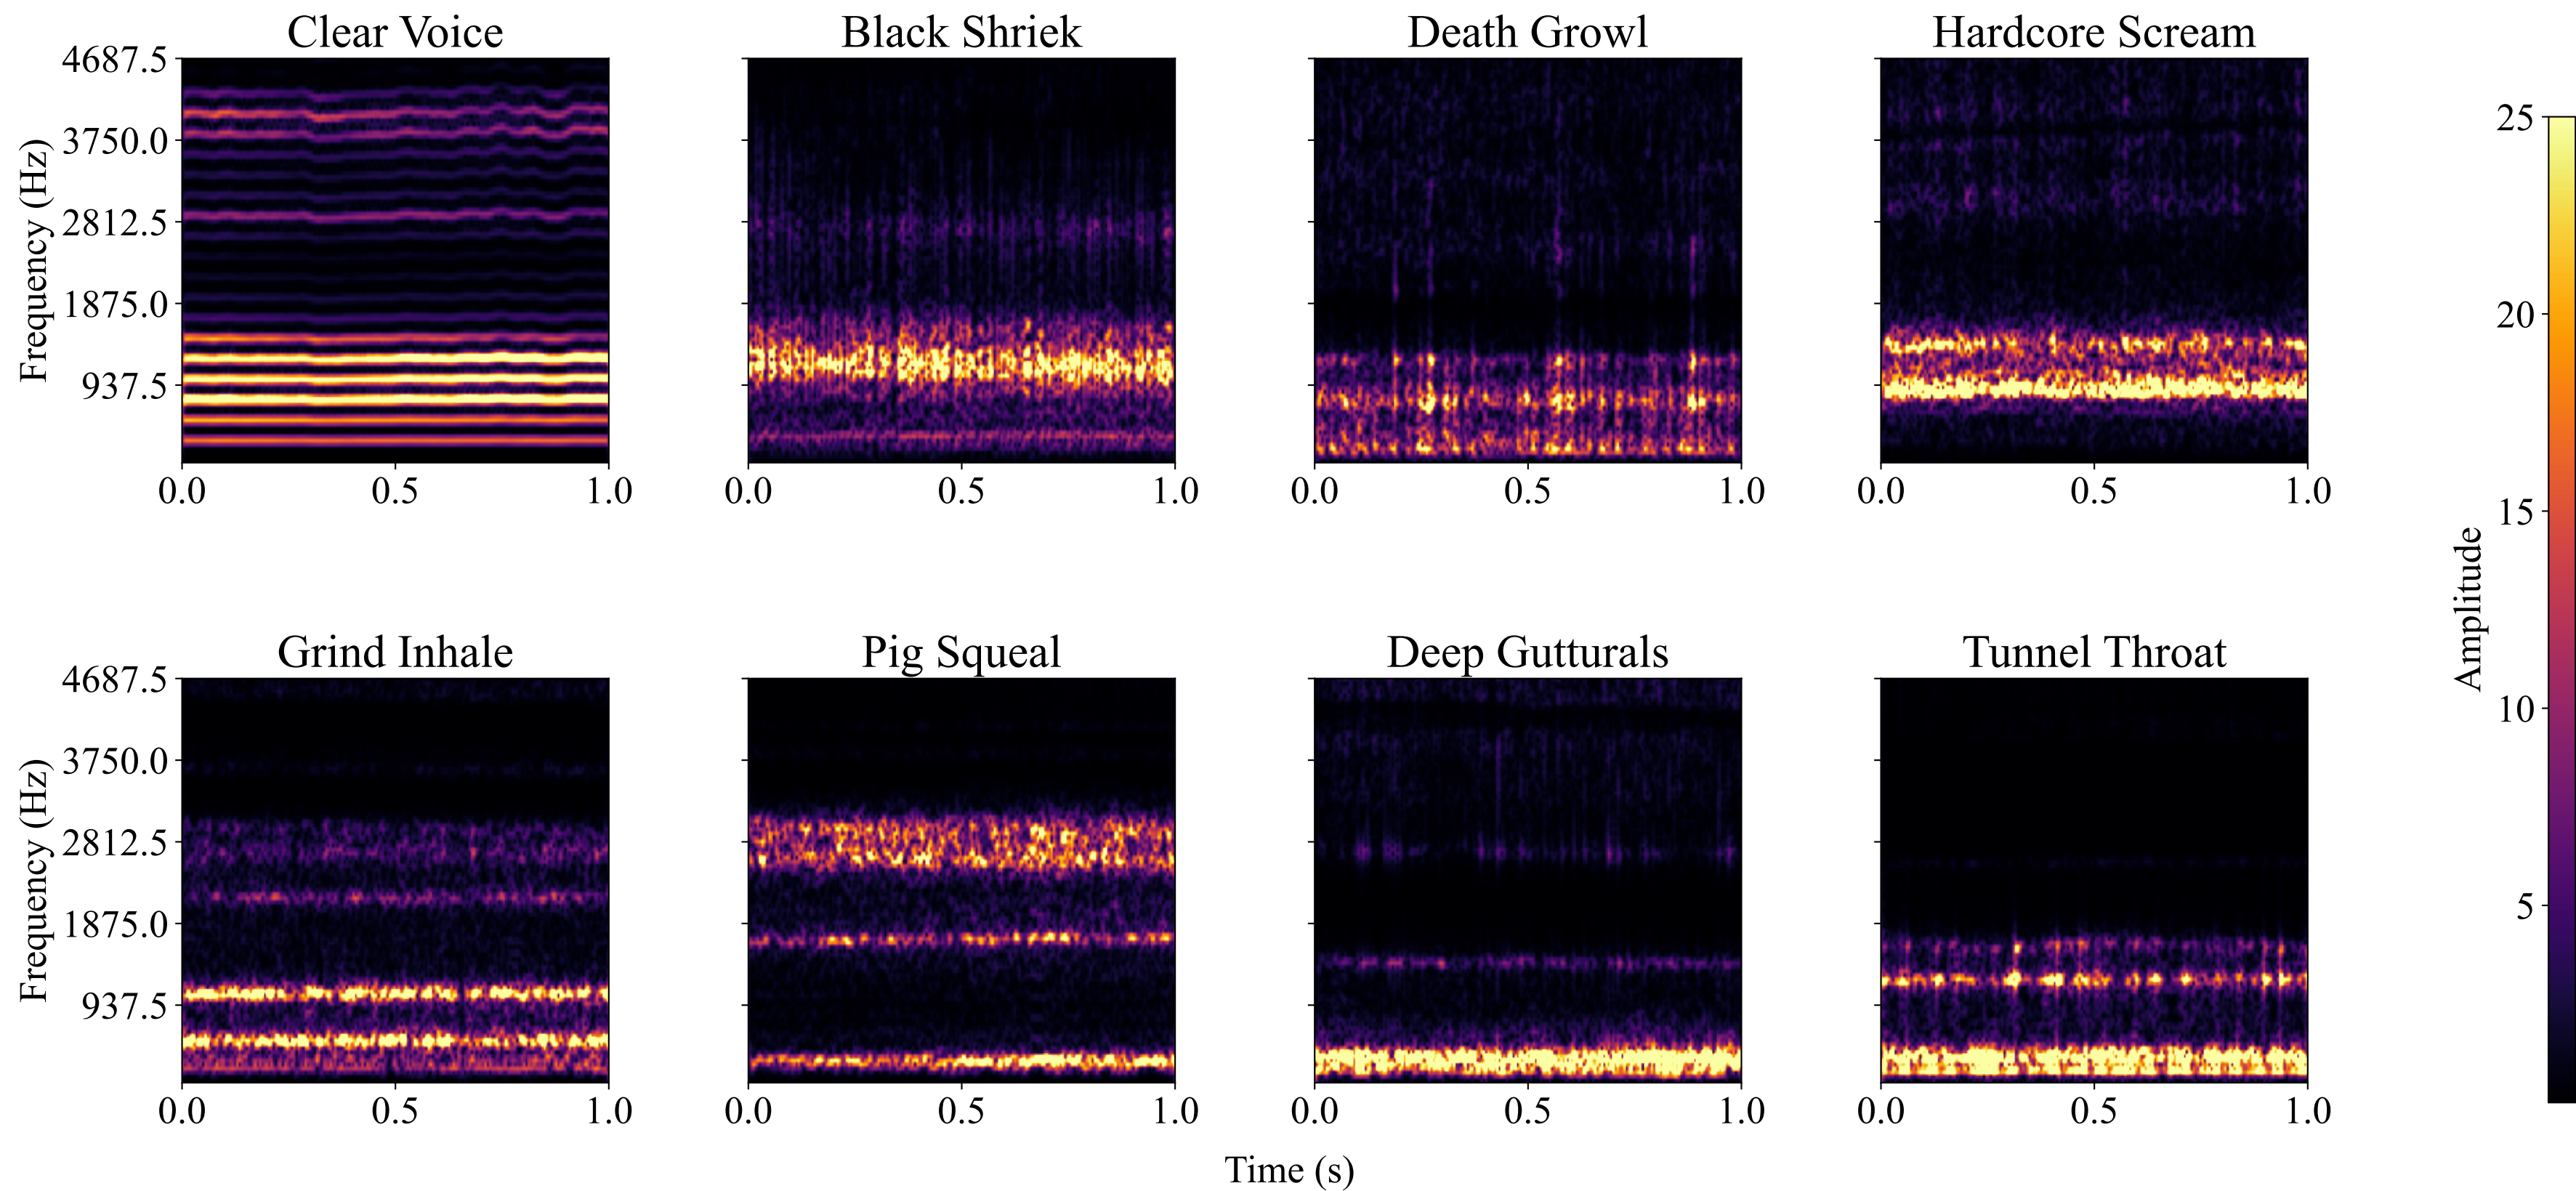 Clear Voice
Black Shriek
Death Growl
Hardcore Scream
4687.5
3750.0
2812.5
1875.0
937.5
Frequency (Hz)
0.0 0.5 1.0
0.0 0.5 1.0
0.0 0.5 1.0
0.0 0.5 1.0
Grind Inhale
Pig Squeal
Deep Gutturals
Tunnel Throat
4687.5
3750.0
2812.5
1875.0
937.5
Frequency (Hz)
0.0 0.5 1.0
0.0 0.5 1.0
0.0 0.5 1.0
0.0 0.5 1.0
Time (s)
Amplitude
25
20
15
10
5